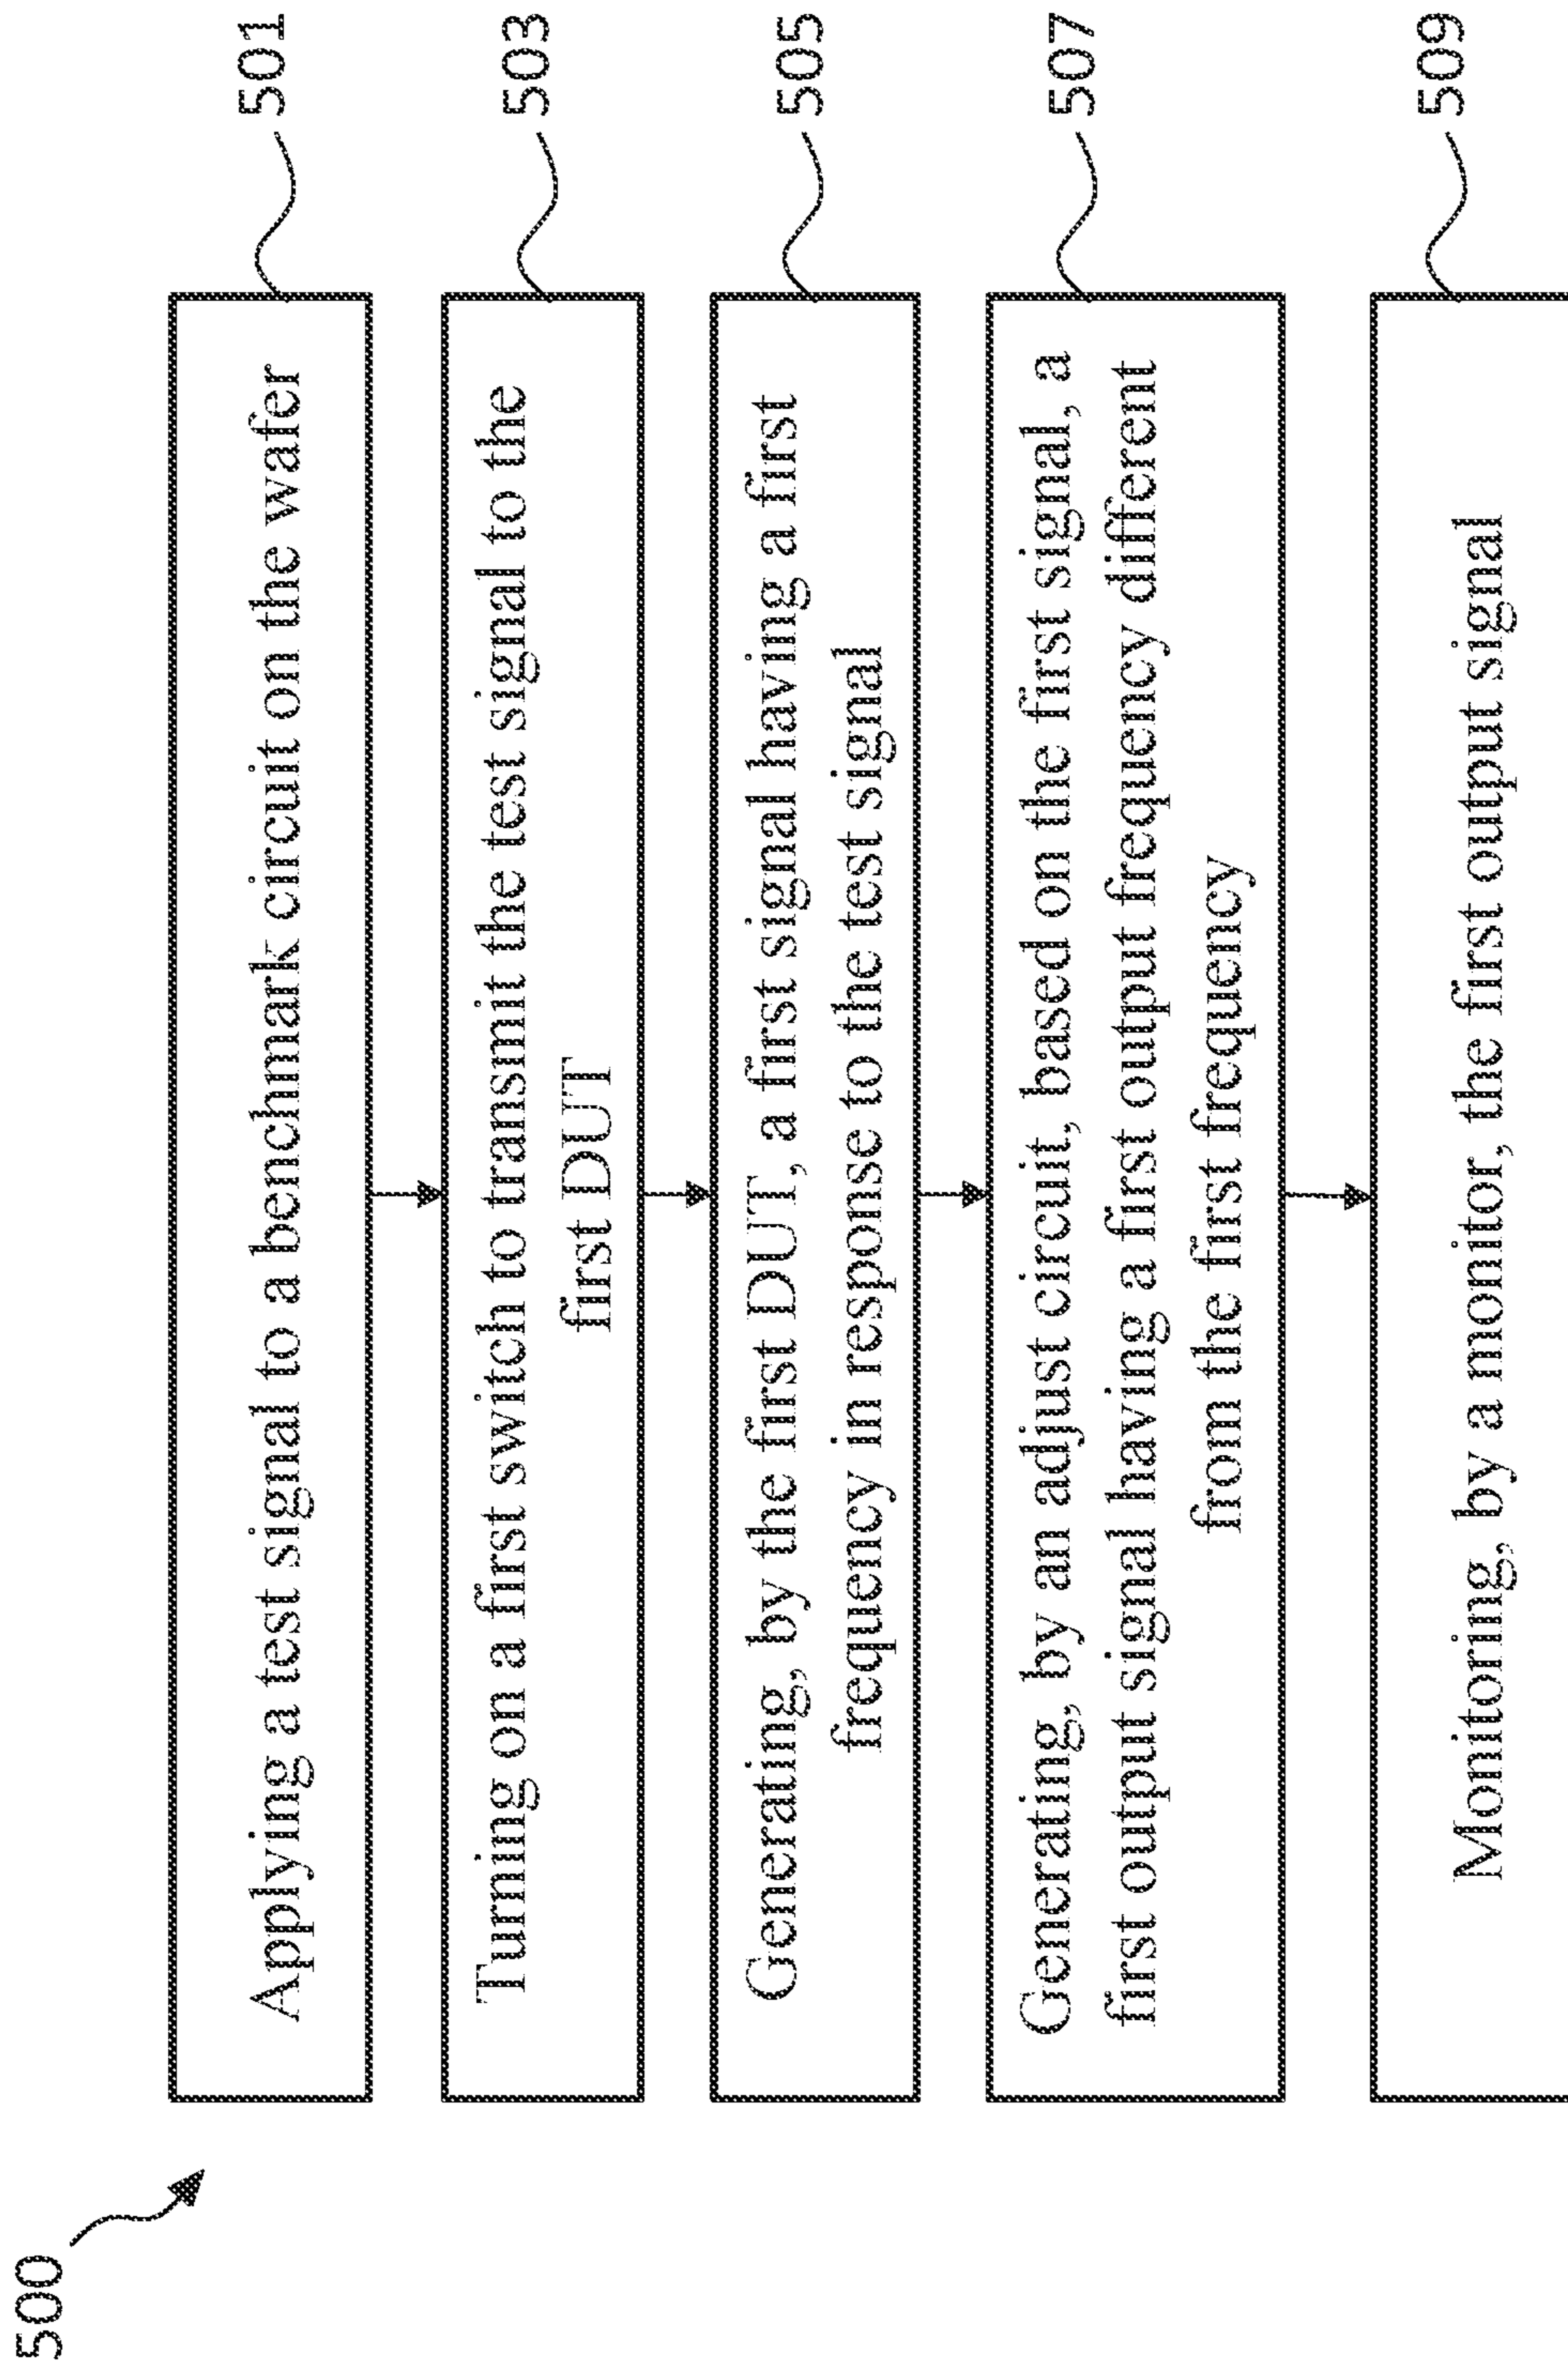 500
Applying a test signal to a benchmark circuit on the wafer
501
Turning on a first switch to transmit the test signal to the
first DUT
503
Generating, by the first DUT, a first signal having a first
frequency in response to the test signal
505
Generating, by an adjust circuit, based on the first signal, a
first output signal having a first output frequency different
from the first frequency
507
Monitoring, by a monitor, the first output signal
509